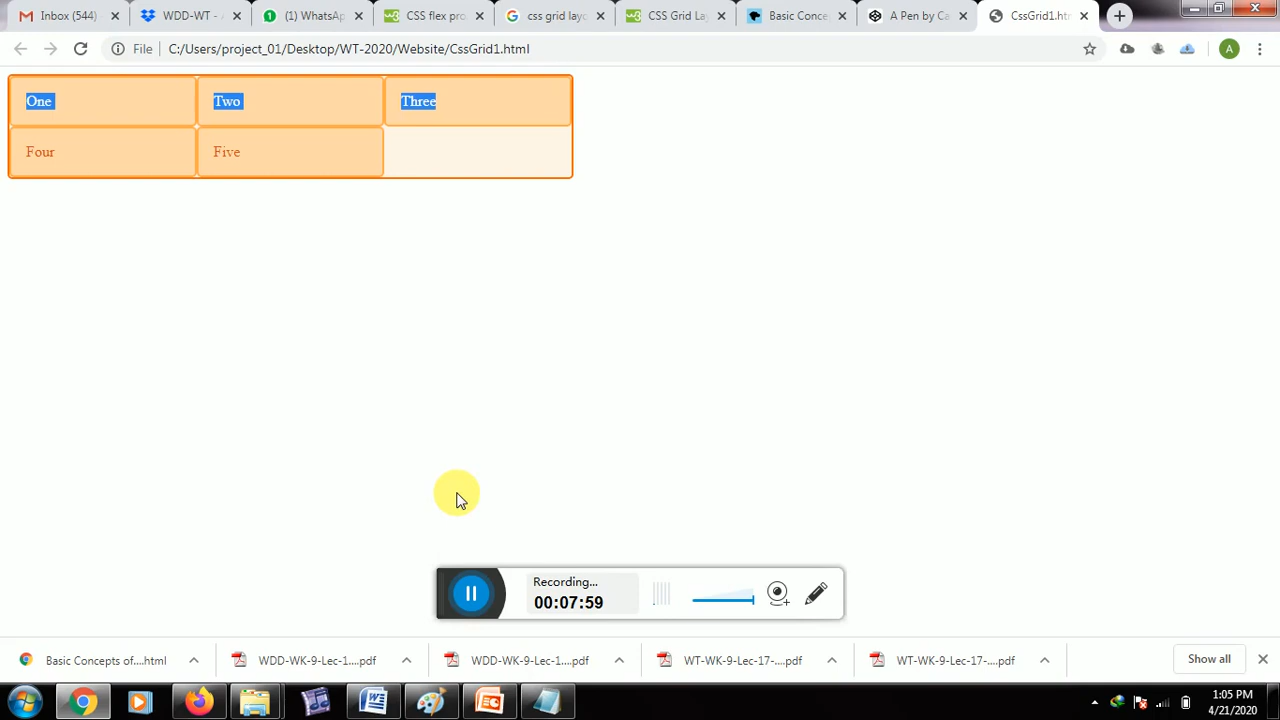 Inbox (544)
WDD-WT -
(1) WhatsAp
CSS flex pro
css grid layo
CSS Grid La
Basic Conce
A Pen by Ca
CssGrid1.htm
File
C:/Users/project_01/Desktop/WT-2020/Website/CssGrid1.html
A
One Two Three
Four Five
Recording...
00:07:59
Basic Concepts of....html
WDD-WK-9-Lec-1....pdf
WDD-WK-9-Lec-1....pdf
WT-WK-9-Lec-17-....pdf
WT-WK-9-Lec-17-....pdf
Show all
1:05 PM
4/21/2020